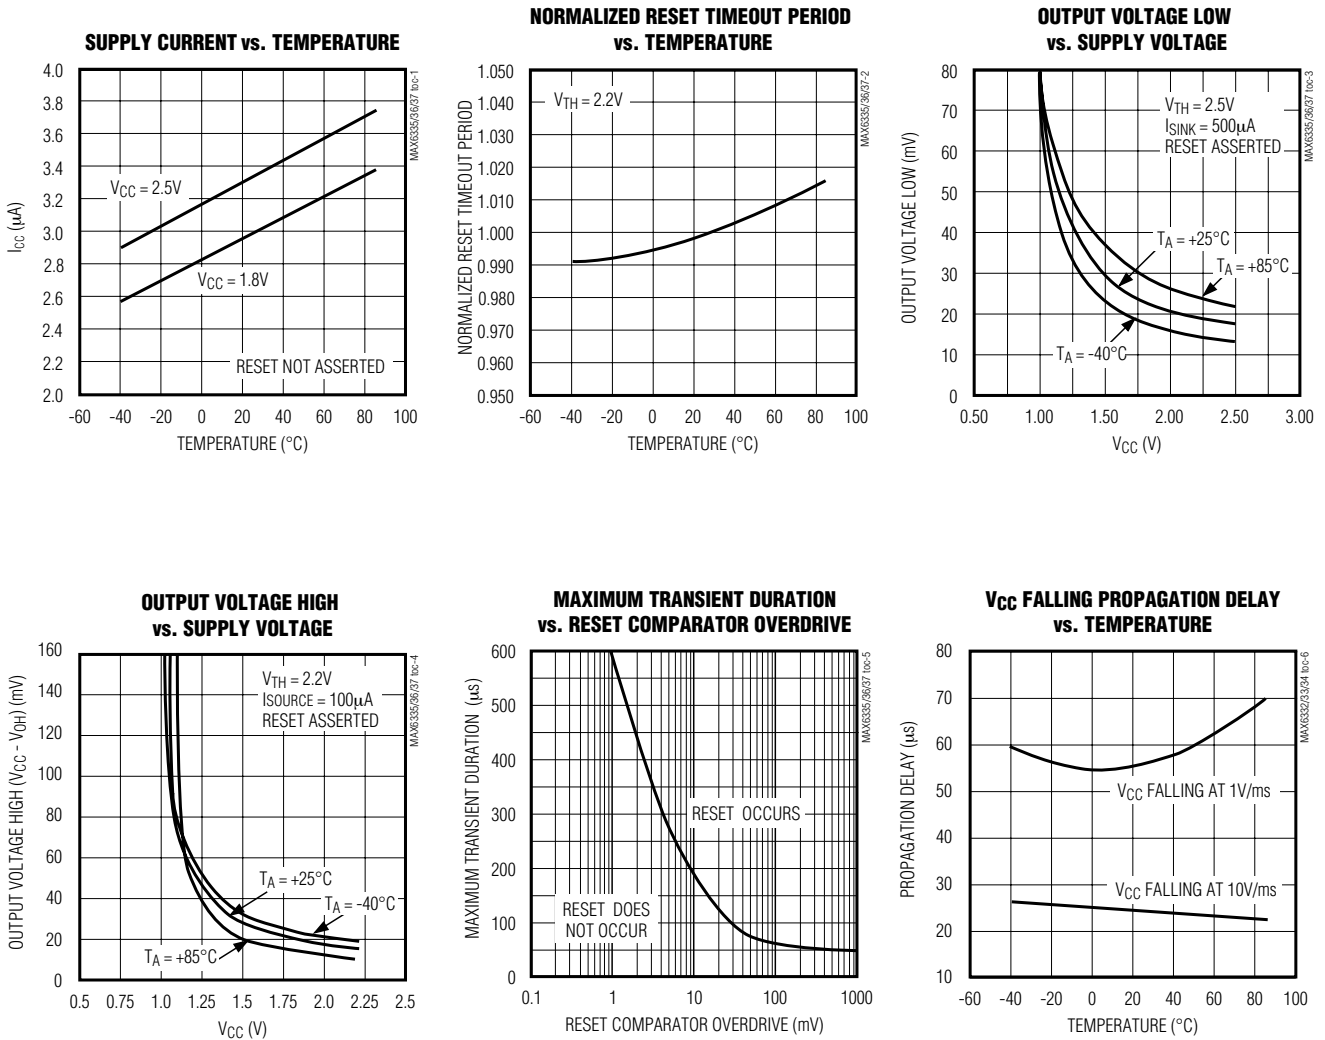 SUPPLY CURRENT vs. TEMPERATURE
4.0
3.8
3.6
3.4
3.2
3.0
2.8
2.6
2.4
2.2
2.0
ICC (μA)
VCC = 2.5V
VCC = 1.8V
RESET NOT ASSERTED
-60 -40 -20 0 20 40 60 80 100
TEMPERATURE (°C)
MAX6335/36/37 toc-1
NORMALIZED RESET TIMEOUT PERIOD
vs. TEMPERATURE
1.050
1.040
1.030
1.020
1.010
1.000
0.990
0.980
0.970
0.960
0.950
NORMALIZED RESET TIMEOUT PERIOD
VTH = 2.2V
-60 -40 -20 0 20 40 60 80 100
TEMPERATURE (°C)
MAX6335/36/37-2
OUTPUT VOLTAGE LOW
vs. SUPPLY VOLTAGE
80
70
60
50
40
30
20
10
0
OUTPUT VOLTAGE LOW (mV)
VTH = 2.5V
ISINK = 500μA
RESET ASSERTED
TA = +25°C
TA = +85°C
TA = -40°C
0.50 1.00 1.50 2.00 2.50 3.00
VCC (V)
MAX6335/36/37 toc-3
OUTPUT VOLTAGE HIGH
vs. SUPPLY VOLTAGE
160
140
120
100
80
60
40
20
0
OUTPUT VOLTAGE HIGH (VCC - VOH) (mV)
VTH = 2.2V
ISOURCE = 100μA
RESET ASSERTED
TA = +25°C
TA = -40°C
TA = +85°C
0.5 0.75 1.0 1.25 1.5 1.75 2.0 2.25 2.5
VCC (V)
MAX6335/36/37 toc-4
MAXIMUM TRANSIENT DURATION
vs. RESET COMPARATOR OVERDRIVE
600
500
400
300
200
100
0
MAXIMUM TRANSIENT DURATION (μs)
RESET OCCURS
RESET DOES
NOT OCCUR
0.1 1 10 100 1000
RESET COMPARATOR OVERDRIVE (mV)
MAX6335/36/37 toc-5
VCC FALLING PROPAGATION DELAY
vs. TEMPERATURE
80
70
60
50
40
30
20
10
PROPAGATION DELAY (μs)
VCC FALLING AT 1V/ms
VCC FALLING AT 10V/ms
-60 -40 -20 0 20 40 60 80 100
TEMPERATURE (°C)
MAX6332/33/34 toc-6